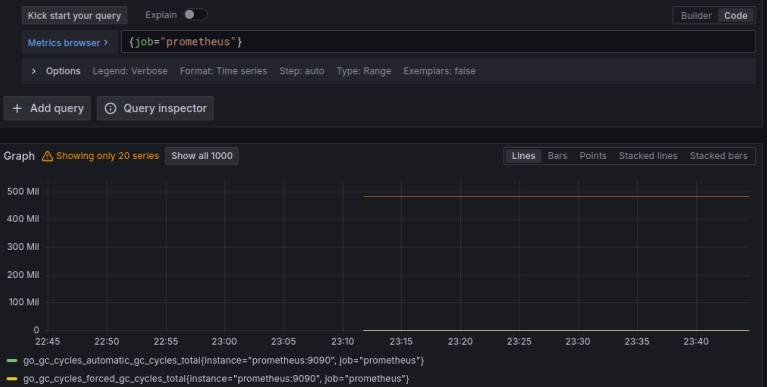 Kick start your query Explain Builder Code
Metrics browser > {job="prometheus"}
> Options Legend: Verbose Format: Time series Step: auto Type: Range Exemplars: false
+ Add query Query inspector
Graph Showing only 20 series Show all 1000 Lines Bars Points Stacked lines Stacked bars
500 Mil
400 Mil
300 Mil
200 Mil
100 Mil
0
22:45 22:50 22:55 23:00 23:05 23:10 23:15 23:20 23:25 23:30 23:35 23:40
go_gc_cycles_automatic_gc_cycles_total{instance="prometheus:9090", job="prometheus"}
go_gc_cycles_forced_gc_cycles_total{instance="prometheus:9090", job="prometheus"}